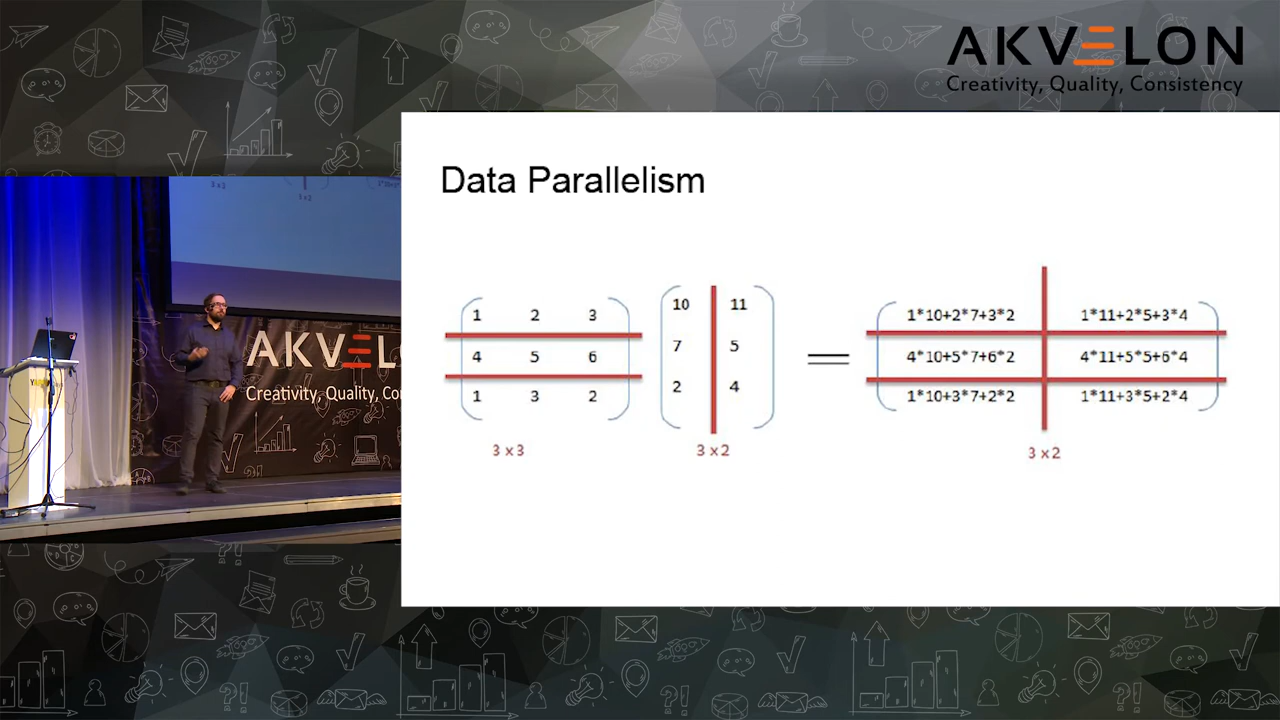 AKVELON
Creativity, Quality, Consistency
Data Parallelism
1 2 3
4 5 6
1 3 2
3 x 3
10 11
7 5
2 4
3 x 2
=
1*10+2*7+3*2 1*11+2*5+3*4
4*10+5*7+6*2 4*11+5*5+6*4
1*10+3*7+2*2 1*11+3*5+2*4
3 x 2
3 x 2
AKVEL
Creativity, Quality, Co